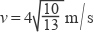 v = 4√(10/13) m/s